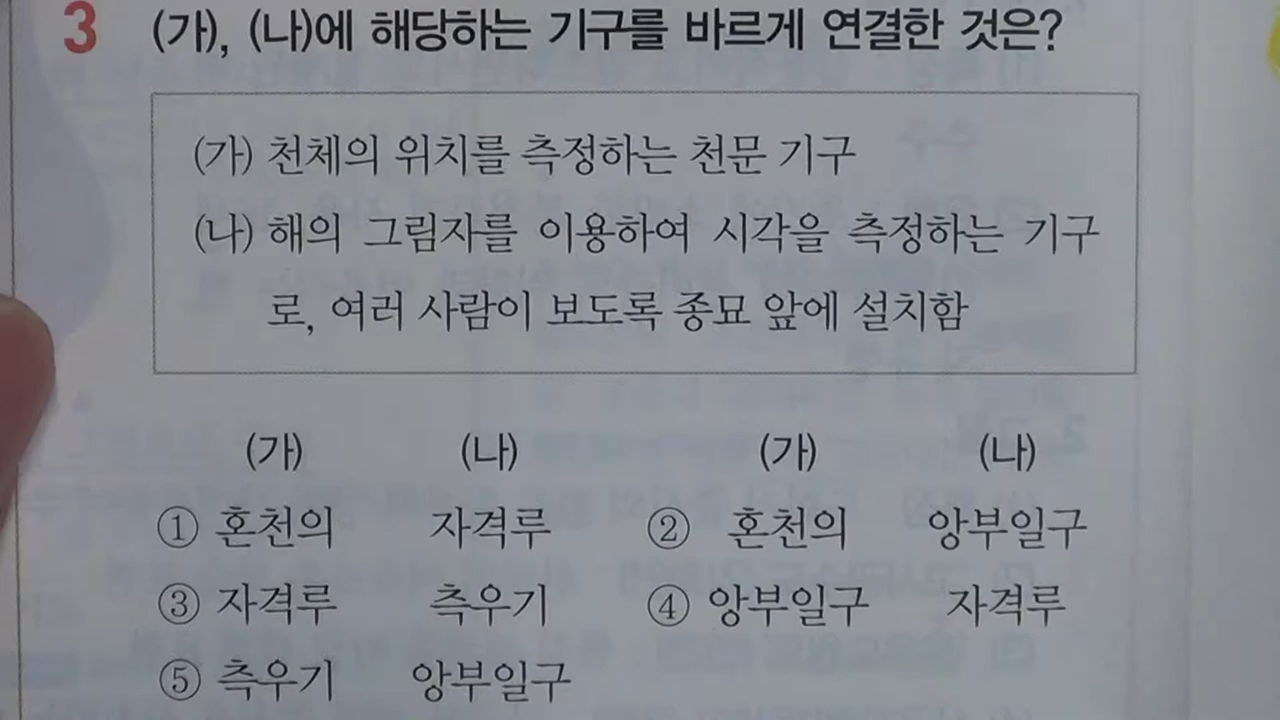 3 (가), (나)에 해당하는 기구를 바르게 연결한 것은?
(가) 천체의 위치를 측정하는 천문 기구
(나) 해의 그림자를 이용하여 시각을 측정하는 기구
로, 여러 사람이 보도록 종묘 앞에 설치함
(가) (나) (가) (나)
① 혼천의 자격루 ② 혼천의 앙부일구
③ 자격루 측우기 ④ 앙부일구 자격루
⑤ 측우기 앙부일구